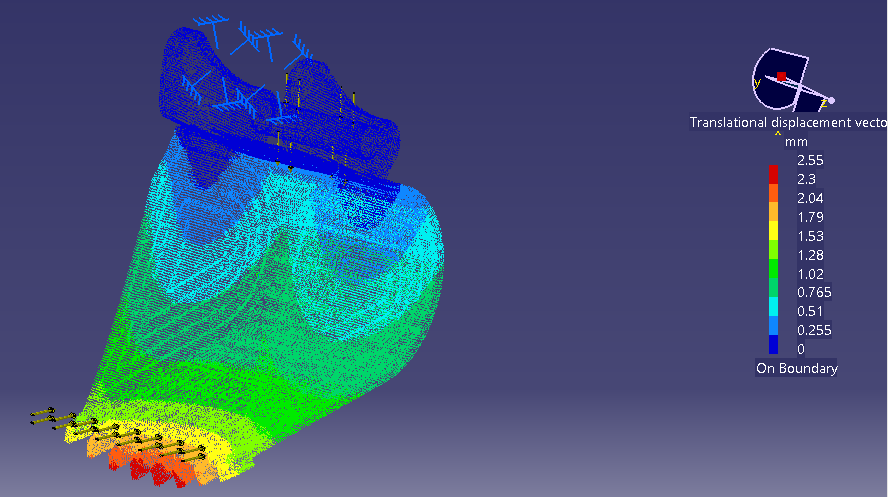 y
z
Translational displacement vecto
mm
2.55
2.3
2.04
1.79
1.53
1.28
1.02
0.765
0.51
0.255
0
On Boundary